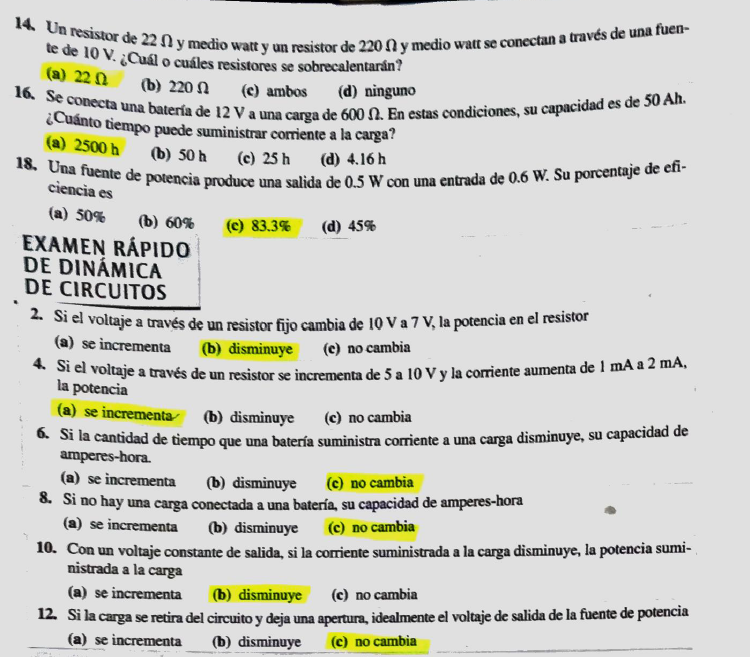 14. Un resistor de 22 Ω y medio watt y un resistor de 220 Ω y medio watt se conectan a través de una fuen-
te de 10 V. ¿Cuál o cuáles resistores se sobrecalentarán?
(a) 22 Ω (b) 220 Ω (c) ambos (d) ninguno
16. Se conecta una batería de 12 V a una carga de 600 Ω. En estas condiciones, su capacidad es de 50 Ah.
¿Cuánto tiempo puede suministrar corriente a la carga?
(a) 2500 h (b) 50 h (c) 25 h (d) 4.16 h
18. Una fuente de potencia produce una salida de 0.5 W con una entrada de 0.6 W. Su porcentaje de efi-
ciencia es
(a) 50% (b) 60% (c) 83.3% (d) 45%
EXAMEN RÁPIDO
DE DINÁMICA
DE CIRCUITOS
2. Si el voltaje a través de un resistor fijo cambia de 10 V a 7 V, la potencia en el resistor
(a) se incrementa (b) disminuye (c) no cambia
4. Si el voltaje a través de un resistor se incrementa de 5 a 10 V y la corriente aumenta de 1 mA a 2 mA,
la potencia
(a) se incrementa (b) disminuye (c) no cambia
6. Si la cantidad de tiempo que una batería suministra corriente a una carga disminuye, su capacidad de
amperes-hora.
(a) se incrementa (b) disminuye (c) no cambia
8. Si no hay una carga conectada a una batería, su capacidad de amperes-hora
(a) se incrementa (b) disminuye (c) no cambia
10. Con un voltaje constante de salida, si la corriente suministrada a la carga disminuye, la potencia sumi-
nistrada a la carga
(a) se incrementa (b) disminuye (c) no cambia
12. Si la carga se retira del circuito y deja una apertura, idealmente el voltaje de salida de la fuente de potencia
(a) se incrementa (b) disminuye (c) no cambia